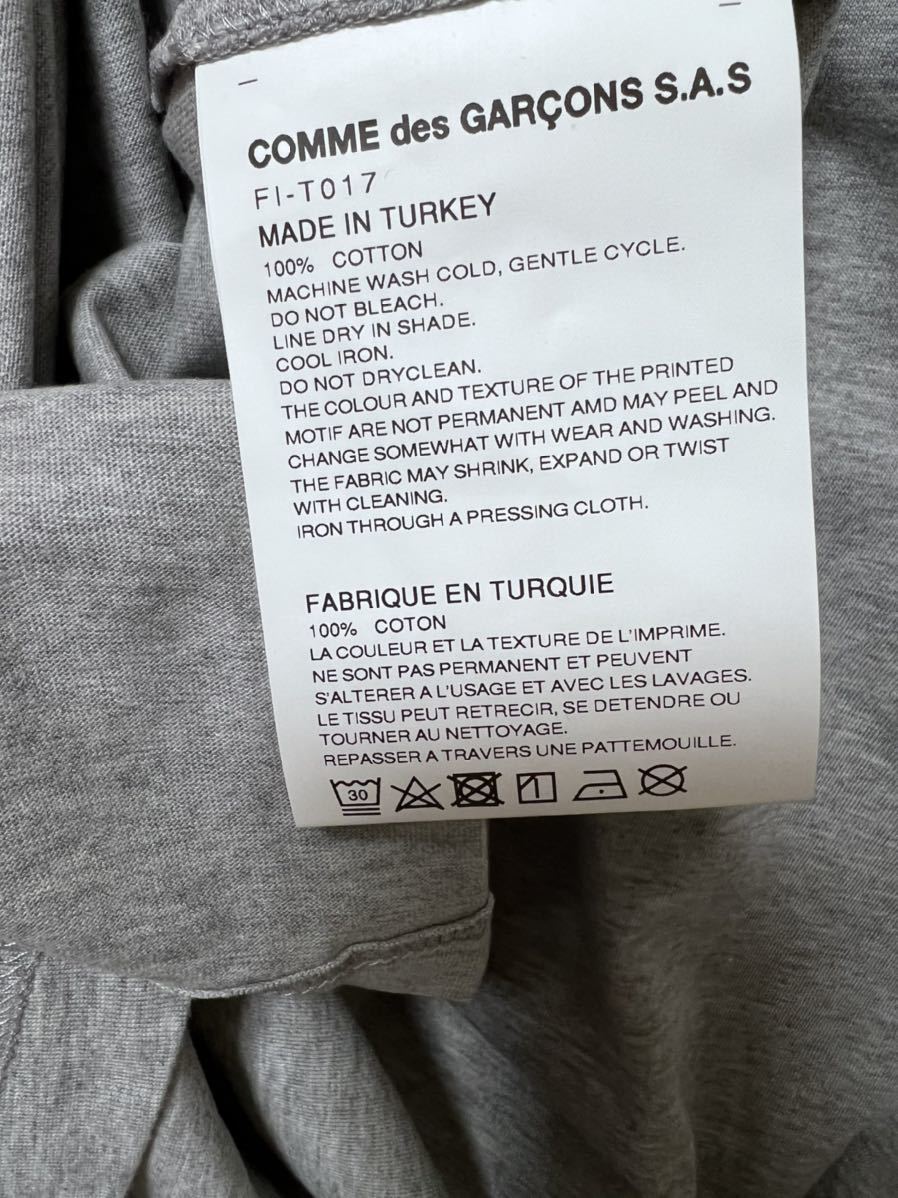 COMME des GARÇONS S.A.S
FI-T017
MADE IN TURKEY
100% COTTON
MACHINE WASH COLD, GENTLE CYCLE.
DO NOT BLEACH.
LINE DRY IN SHADE.
COOL IRON.
DO NOT DRYCLEAN.
THE COLOUR AND TEXTURE OF THE PRINTED
MOTIF ARE NOT PERMANENT AMD MAY PEEL AND
CHANGE SOMEWHAT WITH WEAR AND WASHING.
THE FABRIC MAY SHRINK, EXPAND OR TWIST
WITH CLEANING.
IRON THROUGH A PRESSING CLOTH.
FABRIQUE EN TURQUIE
100% COTON
LA COULEUR ET LA TEXTURE DE L'IMPRIME.
NE SONT PAS PERMANENT ET PEUVENT
S'ALTERER A L'USAGE ET AVEC LES LAVAGES.
LE TISSU PEUT RETRECIR, SE DETENDRE OU
TOURNER AU NETTOYAGE.
REPASSER A TRAVERS UNE PATTEMOUILLE.
30